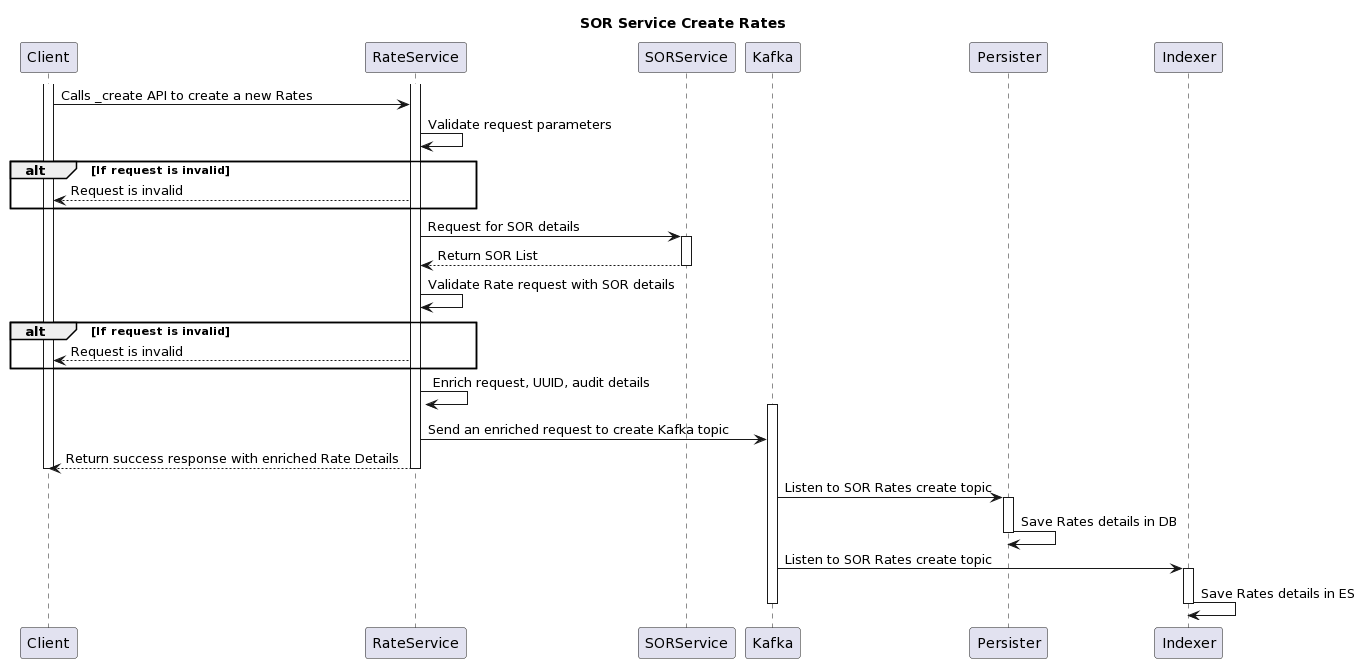 SOR Service Create Rates
Client
RateService
SORService
Kafka
Persister
Indexer
Calls _create API to create a new Rates
Validate request parameters
alt
[If request is invalid]
Request is invalid
Request for SOR details
Return SOR List
Validate Rate request with SOR details
alt
[If request is invalid]
Request is invalid
Enrich request, UUID, audit details
Send an enriched request to create Kafka topic
Return success response with enriched Rate Details
Listen to SOR Rates create topic
Save Rates details in DB
Listen to SOR Rates create topic
Save Rates details in ES
Client
RateService
SORService
Kafka
Persister
Indexer